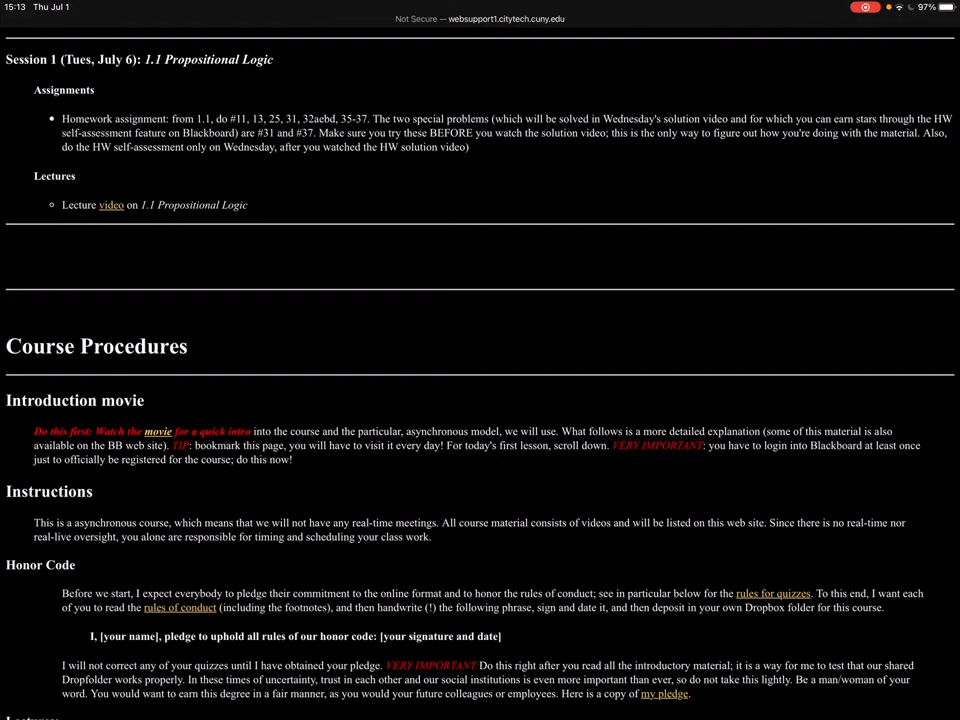 15:13 Thu Jul 1
97%
Not Secure — websupport1.citytech.cuny.edu
Session 1 (Tues, July 6): 1.1 Propositional Logic
Assignments
Homework assignment: from 1.1, do #11, 13, 25, 31, 32aebd, 35-37. The two special problems (which will be solved in Wednesday's solution video and for which you can earn stars through the HW
self-assessment feature on Blackboard) are #31 and #37. Make sure you try these BEFORE you watch the solution video; this is the only way to figure out how you're doing with the material. Also,
do the HW self-assessment only on Wednesday, after you watched the HW solution video)
Lectures
Lecture video on 1.1 Propositional Logic
Course Procedures
Introduction movie
Do this first: Watch the movie for a quick intro into the course and the particular, asynchronous model, we will use. What follows is a more detailed explanation (some of this material is also
available on the BB web site). TIP: bookmark this page, you will have to visit it every day! For today's first lesson, scroll down. VERY IMPORTANT: you have to login into Blackboard at least once
just to officially be registered for the course; do this now!
Instructions
This is a asynchronous course, which means that we will not have any real-time meetings. All course material consists of videos and will be listed on this web site. Since there is no real-time nor
real-live oversight, you alone are responsible for timing and scheduling your class work.
Honor Code
Before we start, I expect everybody to pledge their commitment to the online format and to honor the rules of conduct; see in particular below for the rules for quizzes. To this end, I want each
of you to read the rules of conduct (including the footnotes), and then handwrite (!) the following phrase, sign and date it, and then deposit in your own Dropbox folder for this course.
I, [your name], pledge to uphold all rules of our honor code: [your signature and date]
I will not correct any of your quizzes until I have obtained your pledge. VERY IMPORTANT Do this right after you read all the introductory material; it is a way for me to test that our shared
Dropfolder works properly. In these times of uncertainty, trust in each other and our social institutions is even more important than ever, so do not take this lightly. Be a man/woman of your
word. You would want to earn this degree in a fair manner, as you would your future colleagues or employees. Here is a copy of my pledge.